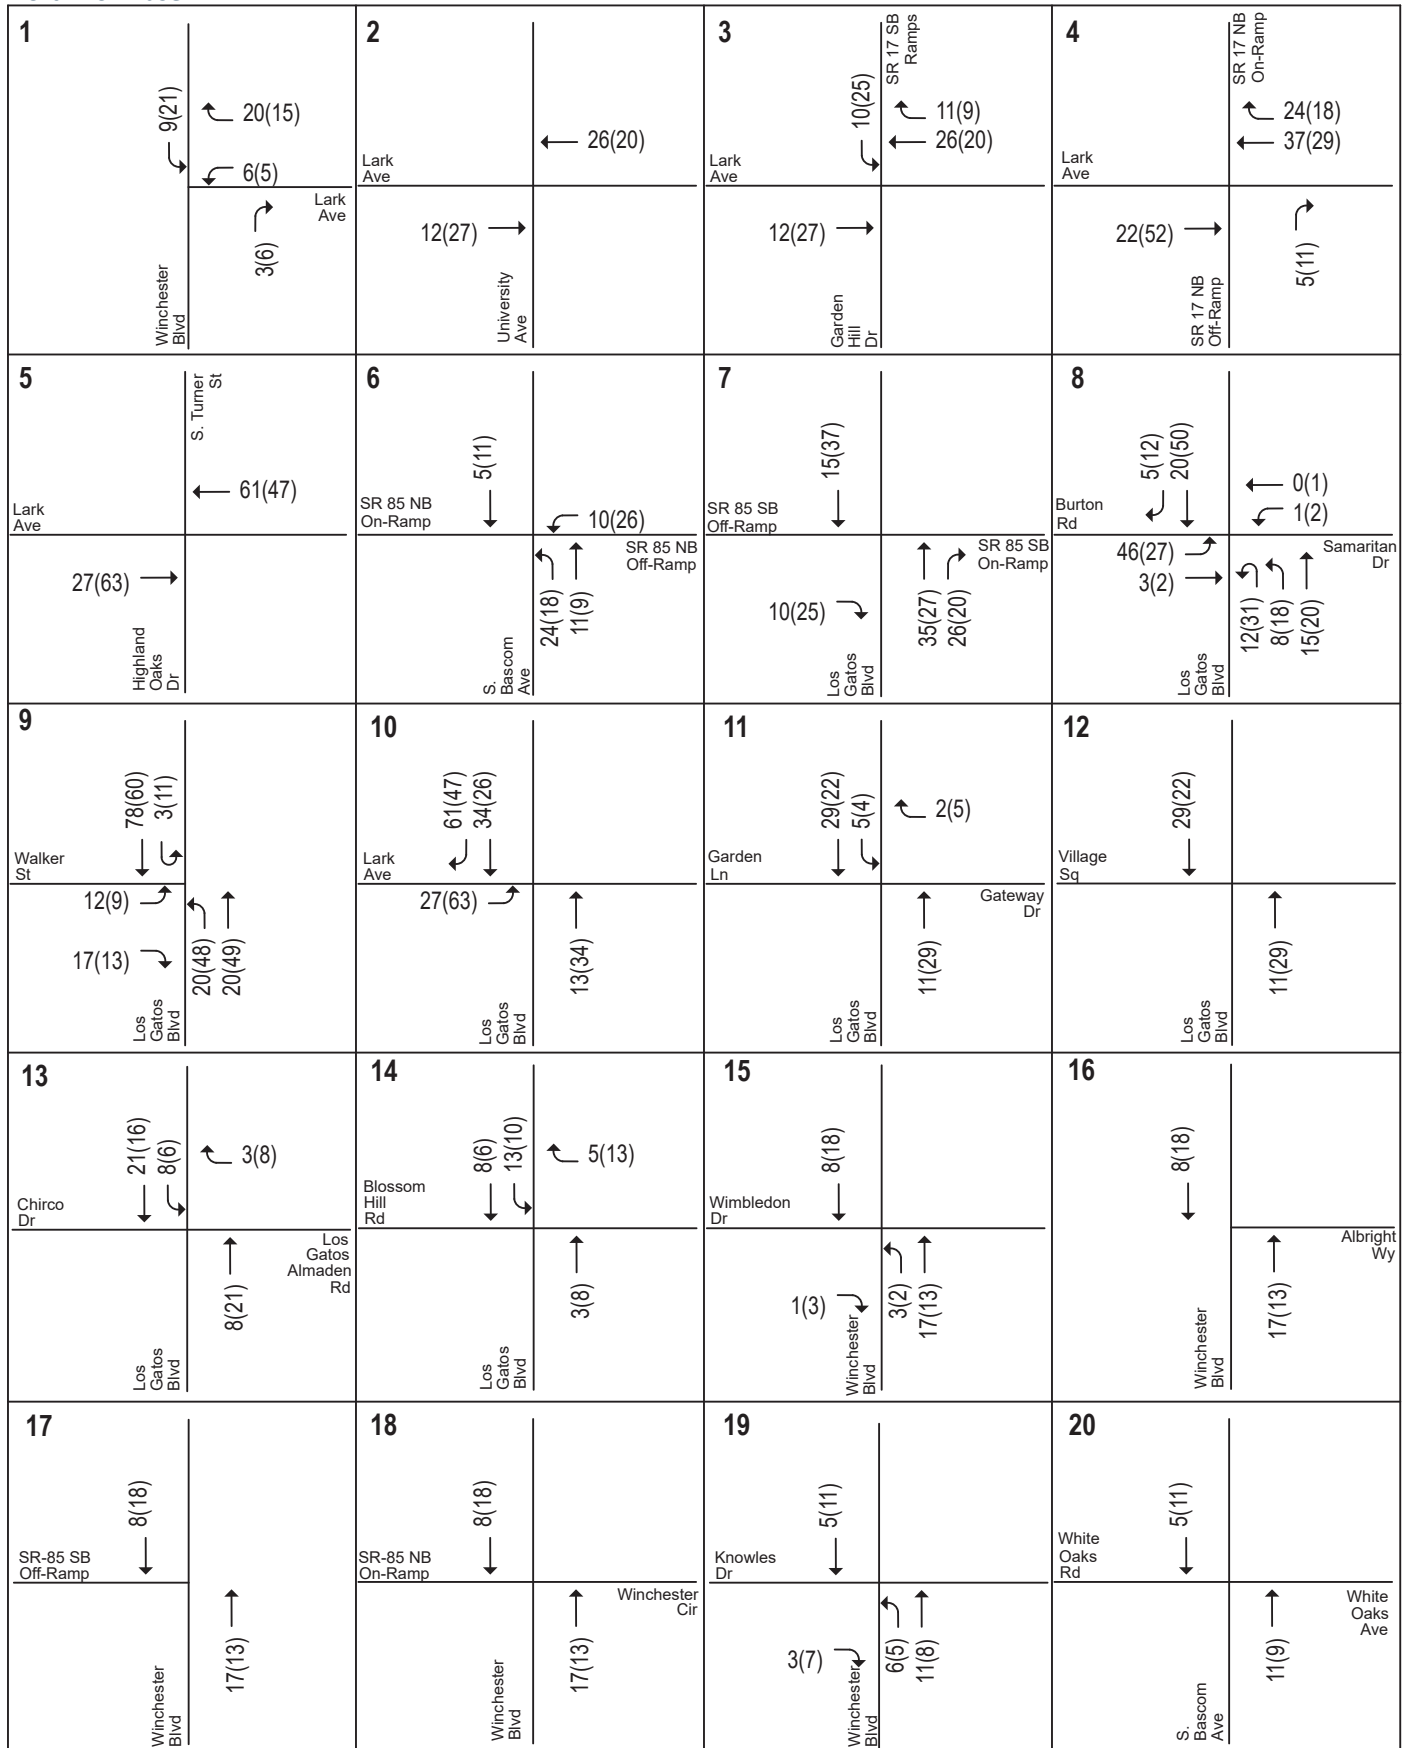 1
9(21)
20(15)
6(5)
Lark
Ave
3(6)
Winchester
Blvd
2
26(20)
Lark
Ave
12(27)
University
Ave
3
SR 17 SB
Ramps
10(25)
11(9)
26(20)
Lark
Ave
12(27)
Garden
Hill
Dr
4
SR 17 NB
On-Ramp
24(18)
37(29)
Lark
Ave
22(52)
5(11)
SR 17 NB
Off-Ramp
5
S. Turner
St
61(47)
Lark
Ave
27(63)
Highland
Oaks
Dr
6
5(11)
SR 85 NB
On-Ramp
10(26)
SR 85 NB
Off-Ramp
24(18)
11(9)
S.
Bascom
Ave
7
15(37)
SR 85 SB
Off-Ramp
SR 85 SB
On-Ramp
10(25)
35(27)
26(20)
Los
Gatos
Blvd
8
5(12)
20(50)
0(1)
1(2)
Burton
Rd
46(27)
3(2)
Samaritan
Dr
12(31)
8(18)
15(20)
Los
Gatos
Blvd
9
78(60)
3(11)
Walker
St
12(9)
17(13)
20(48)
20(49)
Los
Gatos
Blvd
10
61(47)
34(26)
Lark
Ave
27(63)
13(34)
Los
Gatos
Blvd
11
29(22)
5(4)
2(5)
Garden
Ln
Gateway
Dr
11(29)
Los
Gatos
Blvd
12
29(22)
Village
Sq
11(29)
Los
Gatos
Blvd
13
21(16)
8(6)
3(8)
Chirco
Dr
Los
Gatos
Almaden
Rd
8(21)
Los
Gatos
Blvd
14
8(6)
13(10)
5(13)
Blossom
Hill
Rd
3(8)
Los
Gatos
Blvd
15
8(18)
Wimbledon
Dr
1(3)
3(2)
17(13)
Winchester
Blvd
16
8(18)
Albright
Wy
17(13)
Winchester
Blvd
17
8(18)
SR-85 SB
Off-Ramp
17(13)
Winchester
Blvd
18
8(18)
SR-85 NB
On-Ramp
Winchester
Cir
17(13)
Winchester
Blvd
19
5(11)
Knowles
Dr
3(7)
6(5)
11(8)
Winchester
Blvd
20
5(11)
White
Oaks
Rd
White
Oaks
Ave
11(9)
S.
Bascom
Ave